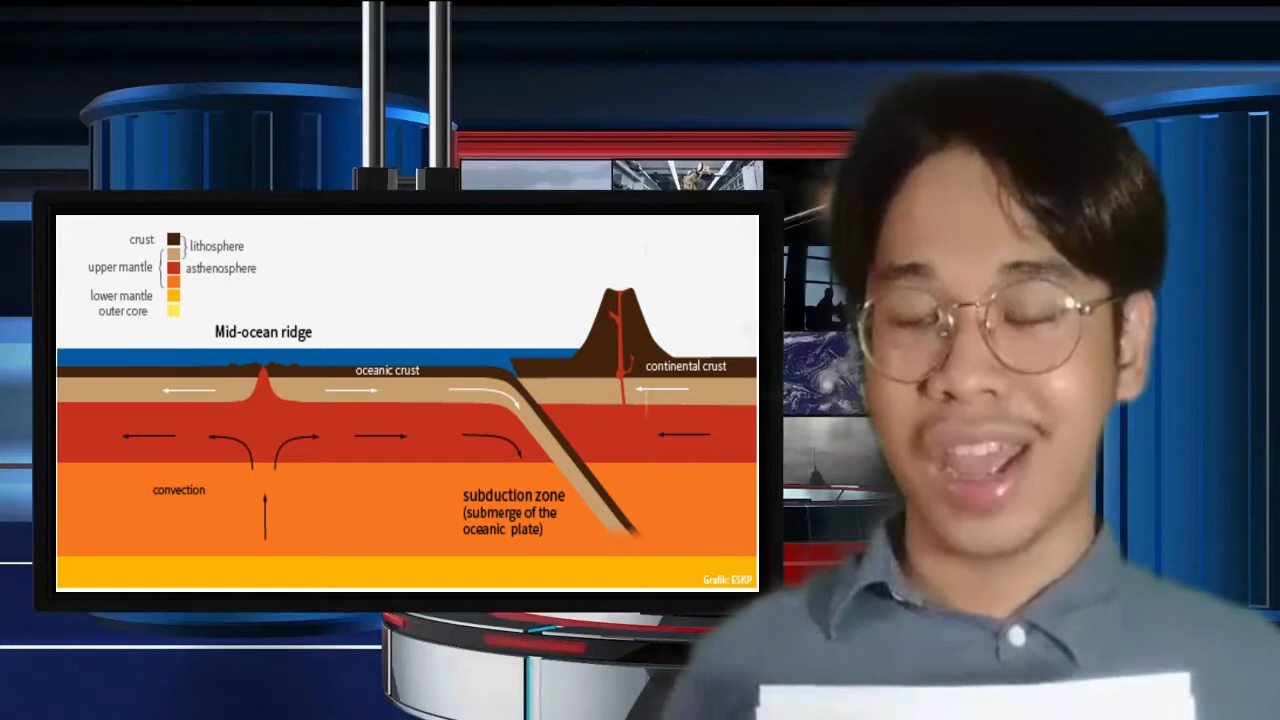 crust
lithosphere
upper mantle
asthenosphere
lower mantle
outer core
Mid-ocean ridge
oceanic crust
continental crust
convection
subduction zone
(submerge of the
oceanic plate)
Grafik: ESKP